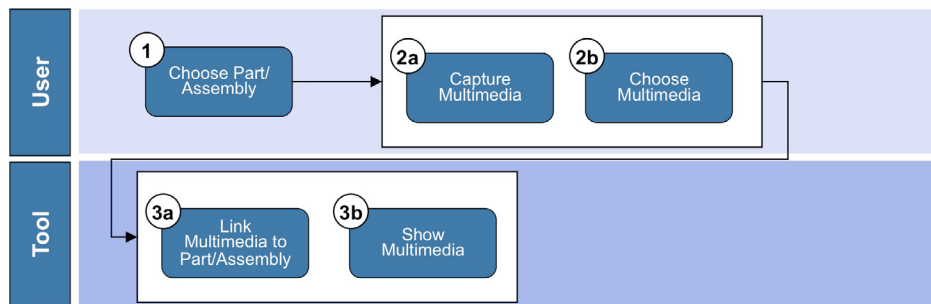 User
1
Choose Part/
Assembly
2a
Capture
Multimedia
2b
Choose
Multimedia
Tool
3a
Link
Multimedia to
Part/Assembly
3b
Show
Multimedia